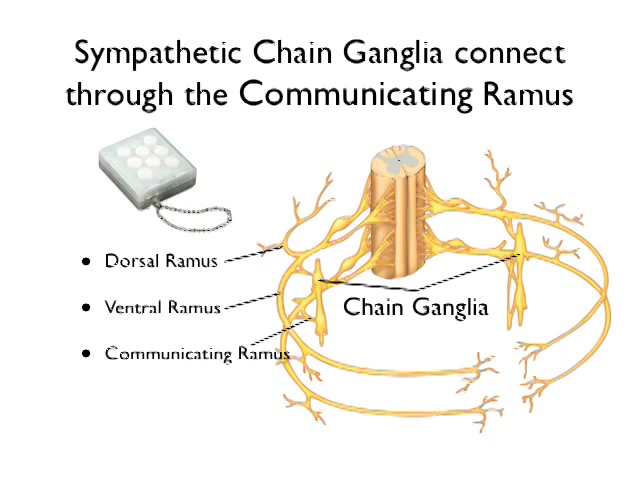 Sympathetic Chain Ganglia connect
through the Communicating Ramus
• Dorsal Ramus
• Ventral Ramus
Chain Ganglia
• Communicating Ramus